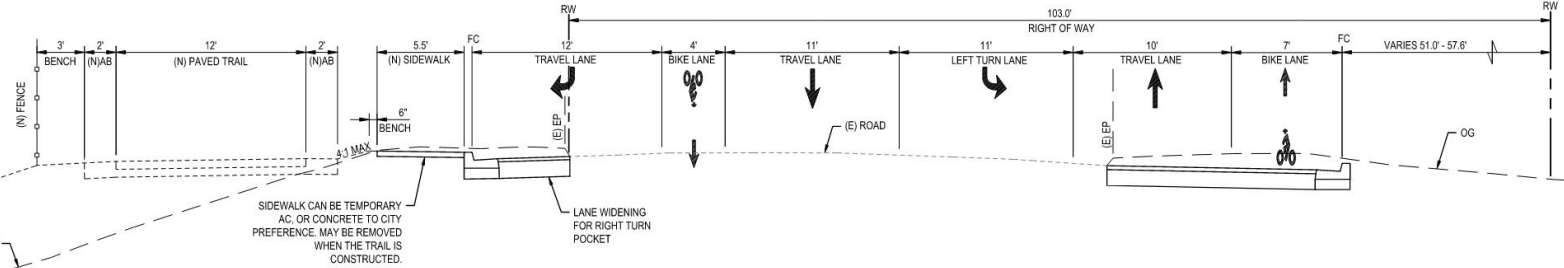 RW
103.0'
RIGHT OF WAY
RW
3'
BENCH
2'
(N)AB
12'
(N) PAVED TRAIL
2'
(N)AB
5.5'
(N) SIDEWALK
FC
12'
TRAVEL LANE
4'
BIKE LANE
11'
TRAVEL LANE
11'
LEFT TURN LANE
10'
TRAVEL LANE
7'
BIKE LANE
FC
VARIES 51.0' - 57.6'
(N) FENCE
6"
BENCH
4:1 MAX
(E) EP
(E) ROAD
(E) EP
OG
SIDEWALK CAN BE TEMPORARY
AC, OR CONCRETE TO CITY
PREFERENCE. MAY BE REMOVED
WHEN THE TRAIL IS
CONSTRUCTED.
LANE WIDENING
FOR RIGHT TURN
POCKET